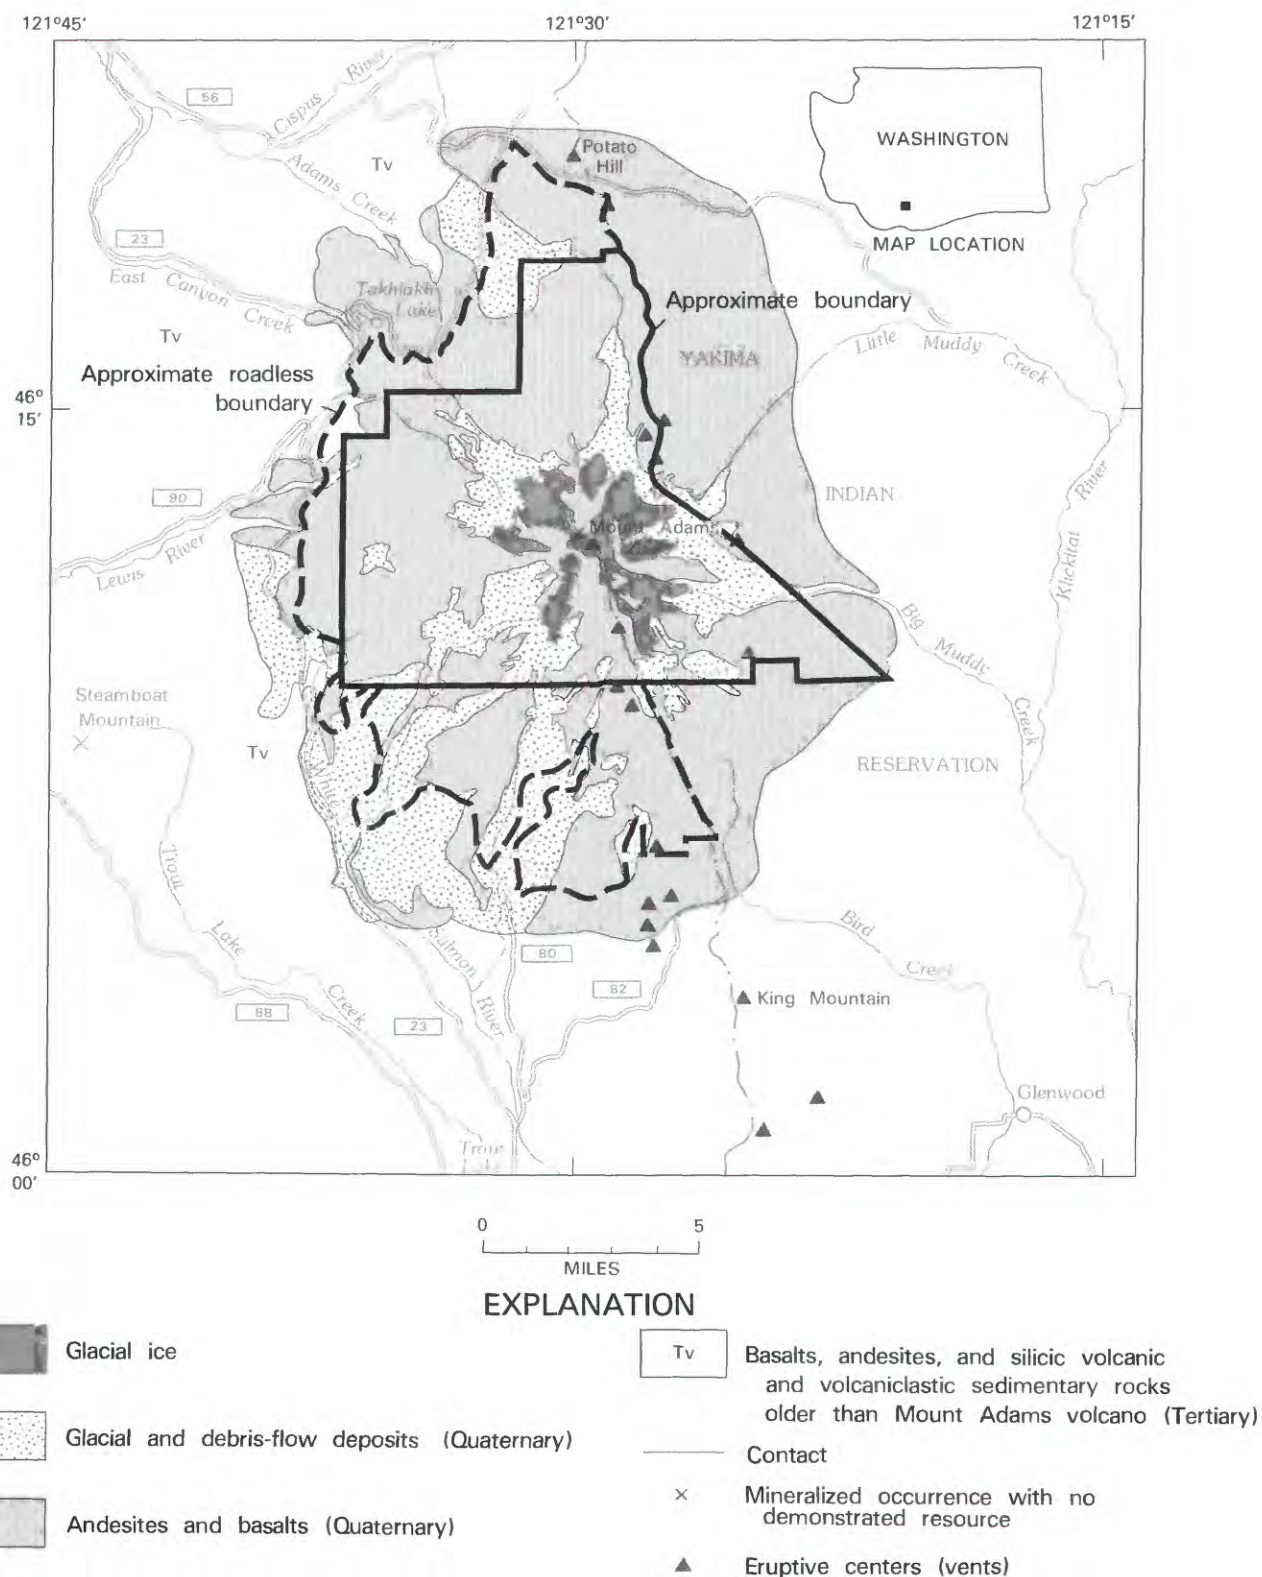 121°45'
121°30'
121°15'
56
Cispus River
WASHINGTON
MAP LOCATION
Potato
Hill
Tv
Adams Creek
23
East Canyon Creek
Takhlakh
Lake
Tv
Approximate boundary
YAKIMA
Little Muddy Creek
Approximate roadless
boundary
46°
15'
90
Lewis River
INDIAN
Klickitat River
Mount Adams
Big Muddy Creek
Steamboat
Mountain
Tv
White
RESERVATION
Trout Lake Creek
Salmon River
80
82
88
23
Bird Creek
King Mountain
Glenwood
Trout
Lake
46°
00'
0 5
MILES
EXPLANATION
Glacial ice
Glacial and debris-flow deposits (Quaternary)
Andesites and basalts (Quaternary)
Tv
Basalts, andesites, and silicic volcanic
and volcaniclastic sedimentary rocks
older than Mount Adams volcano (Tertiary)
Contact
Mineralized occurrence with no
demonstrated resource
Eruptive centers (vents)